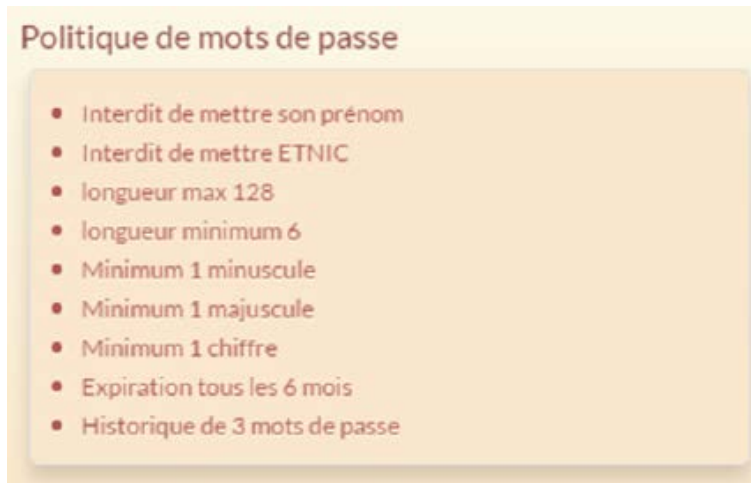 Politique de mots de passe
Interdit de mettre son prénom
Interdit de mettre ETNIC
longueur max 128
longueur minimum 6
Minimum 1 minuscule
Minimum 1 majuscule
Minimum 1 chiffre
Expiration tous les 6 mois
Historique de 3 mots de passe